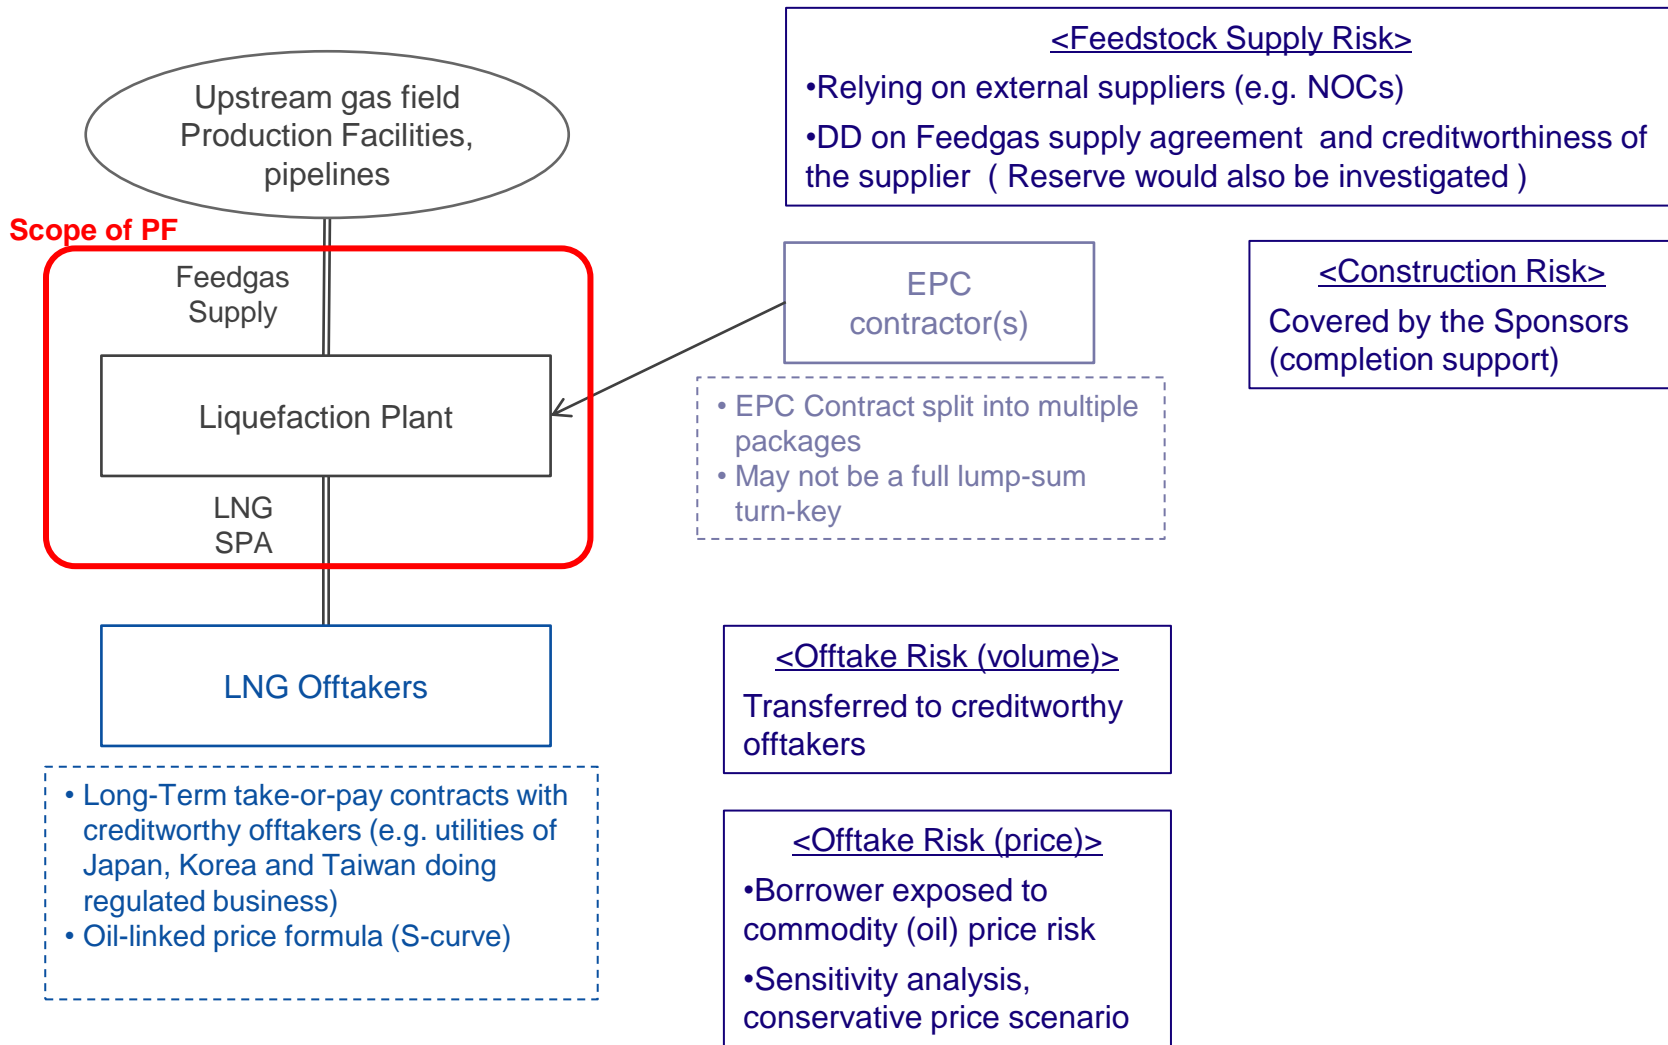 Upstream gas field
Production Facilities,
pipelines
Scope of PF
Feedgas
Supply
Liquefaction Plant
LNG
SPA
LNG Offtakers
• Long-Term take-or-pay contracts with
creditworthy offtakers (e.g. utilities of
Japan, Korea and Taiwan doing
regulated business)
• Oil-linked price formula (S-curve)
<Feedstock Supply Risk>
•Relying on external suppliers (e.g. NOCs)
•DD on Feedgas supply agreement and creditworthiness of
the supplier ( Reserve would also be investigated )
EPC
contractor(s)
• EPC Contract split into multiple
packages
• May not be a full lump-sum
turn-key
<Construction Risk>
Covered by the Sponsors
(completion support)
<Offtake Risk (volume)>
Transferred to creditworthy
offtakers
<Offtake Risk (price)>
•Borrower exposed to
commodity (oil) price risk
•Sensitivity analysis,
conservative price scenario